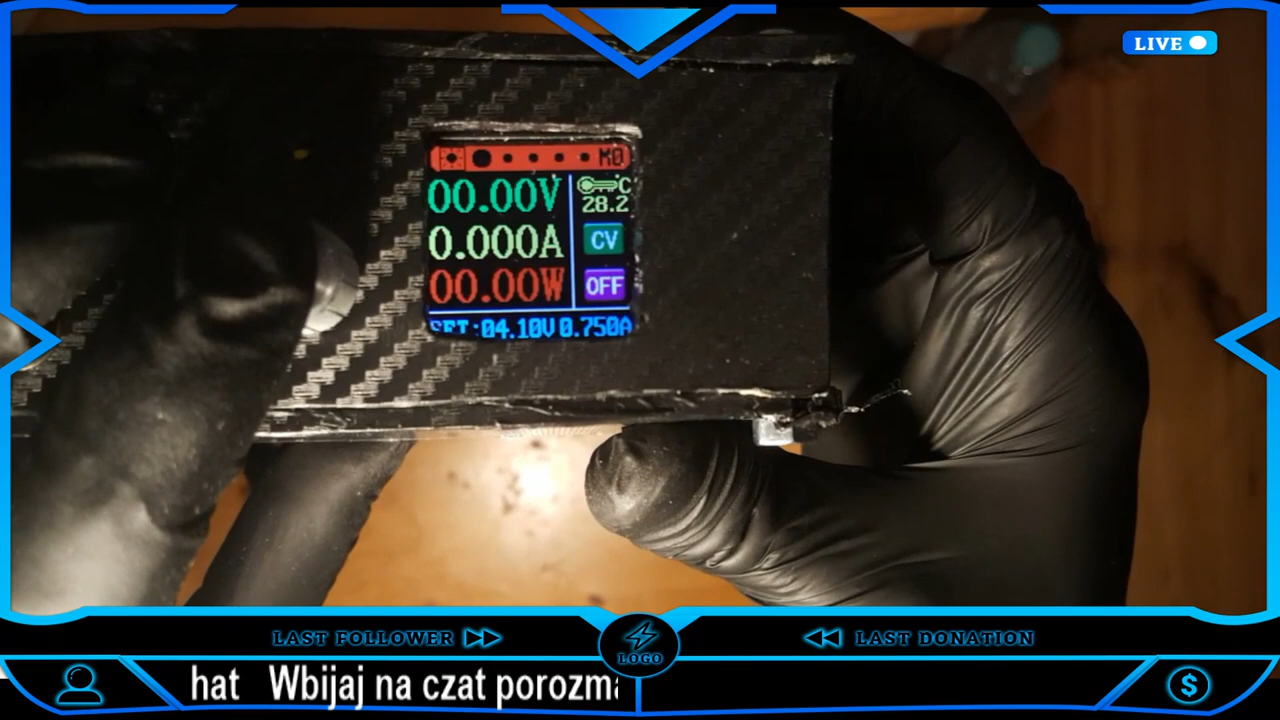 LIVE
M0
00.00V
°C
28.2
0.000A
CV
00.00W
OFF
SET:04.10V 0.750A
LAST FOLLOWER
LOGO
LAST DONATION
hat Wbijaj na czat porozma
$